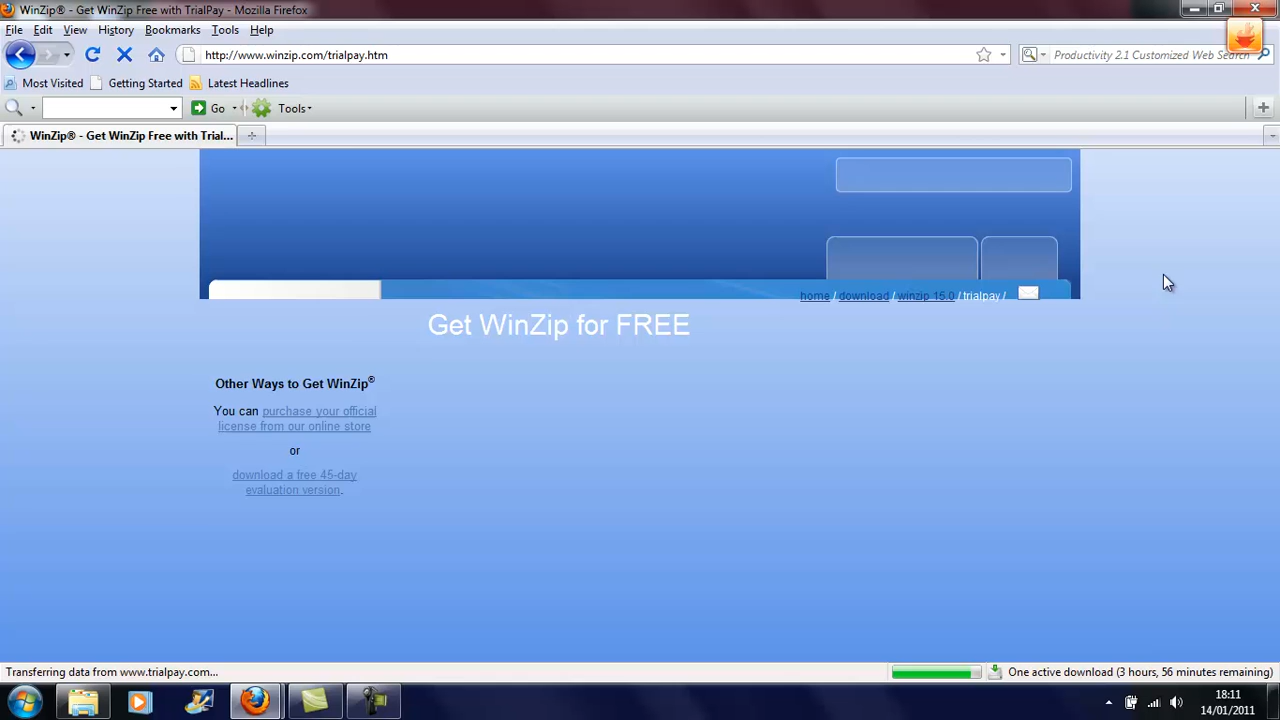 WinZip® - Get WinZip Free with TrialPay - Mozilla Firefox
File Edit View History Bookmarks Tools Help
http://www.winzip.com/trialpay.htm
Productivity 2.1 Customized Web Search
Most Visited Getting Started Latest Headlines
Go Tools
WinZip® - Get WinZip Free with Trial...
home / download / winzip 15.0 / trialpay /
Get WinZip for FREE
Other Ways to Get WinZip®
You can purchase your official
license from our online store
or
download a free 45-day
evaluation version.
Transferring data from www.trialpay.com...
One active download (3 hours, 56 minutes remaining)
18:11
14/01/2011